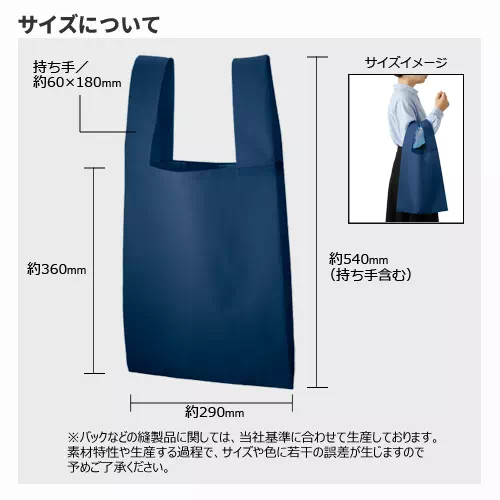 サイズについて
持ち手／
約60×180mm
サイズイメージ
約360mm
約540mm
（持ち手含む）
約290mm
※バックなどの縫製品に関しては、当社基準に合わせて生産しております。
素材特性や生産する過程で、サイズや色に若干の誤差が生じますので
予めご了承ください。